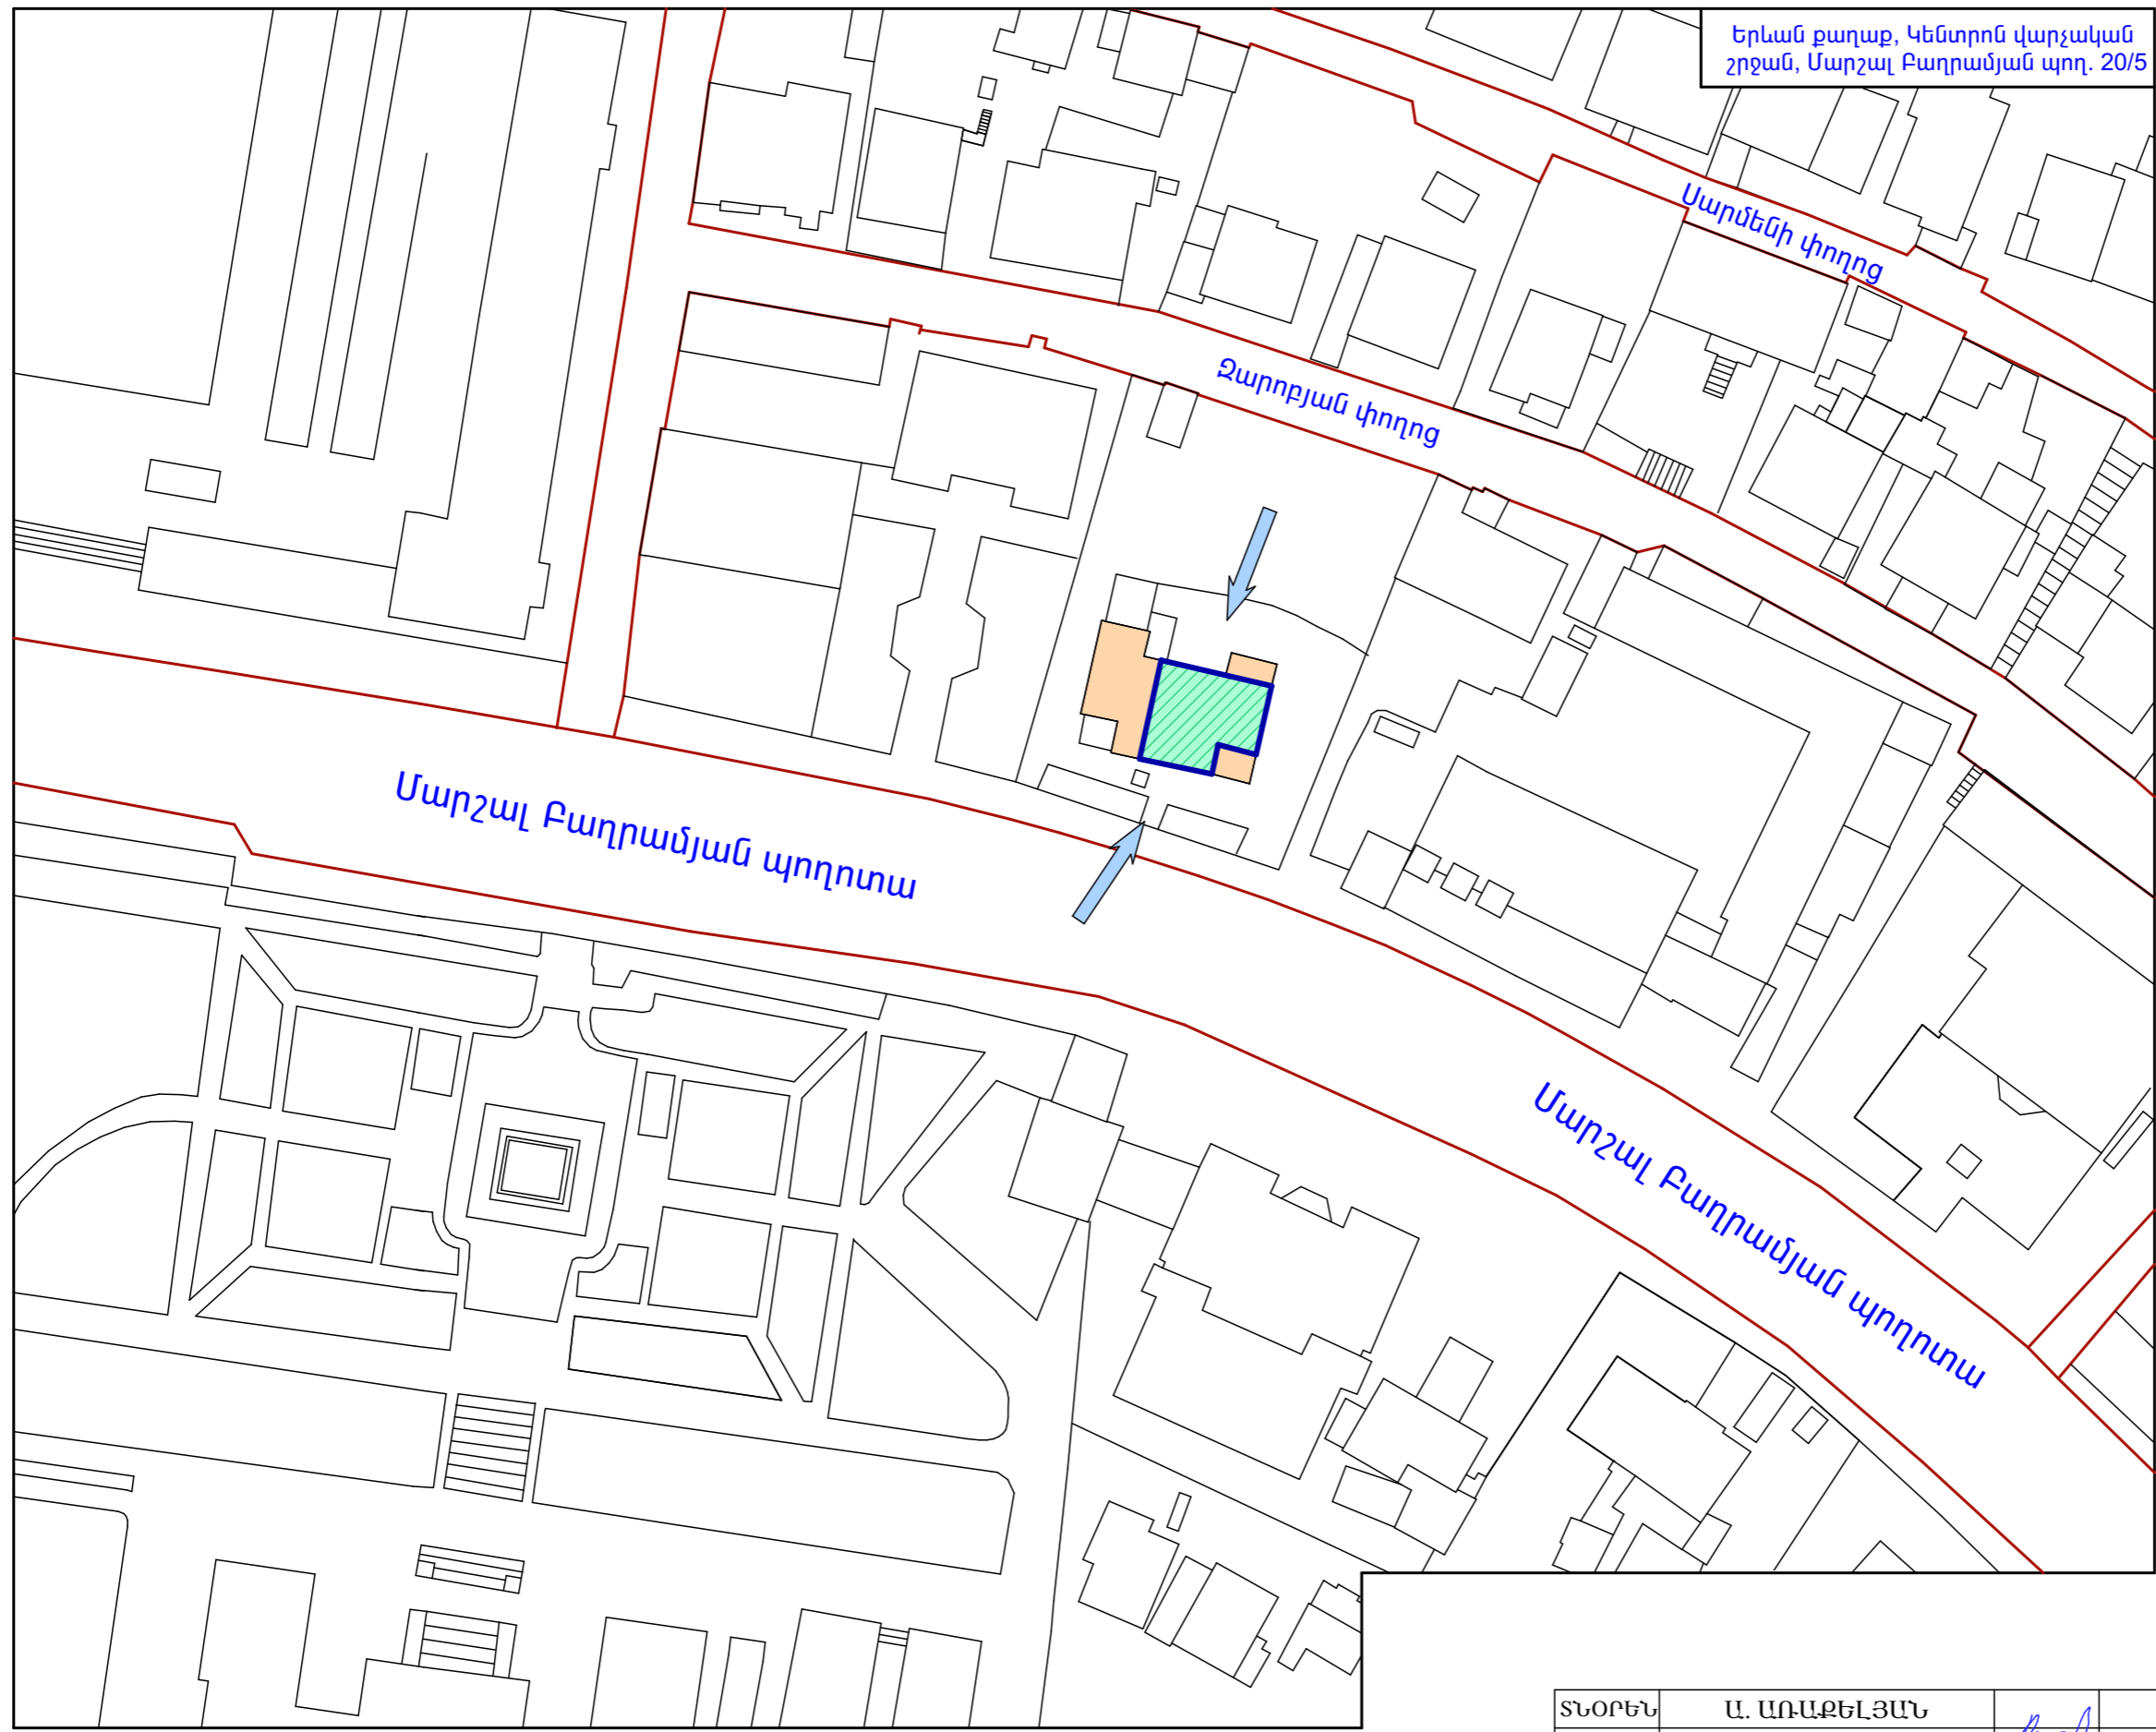 Երևան քաղաք, Կենտրոն վարչական
շրջան, Մարշալ Բաղրամյան պող. 20/5
Սարմենի փողոց
Զարոբյան փողոց
Մարշալ Բաղրամյան պողոտա
Մարշալ Բաղրամյան պողոտա
ՏՆՕՐԵՆ Ա. ԱՌԱՔԵԼՅԱՆ